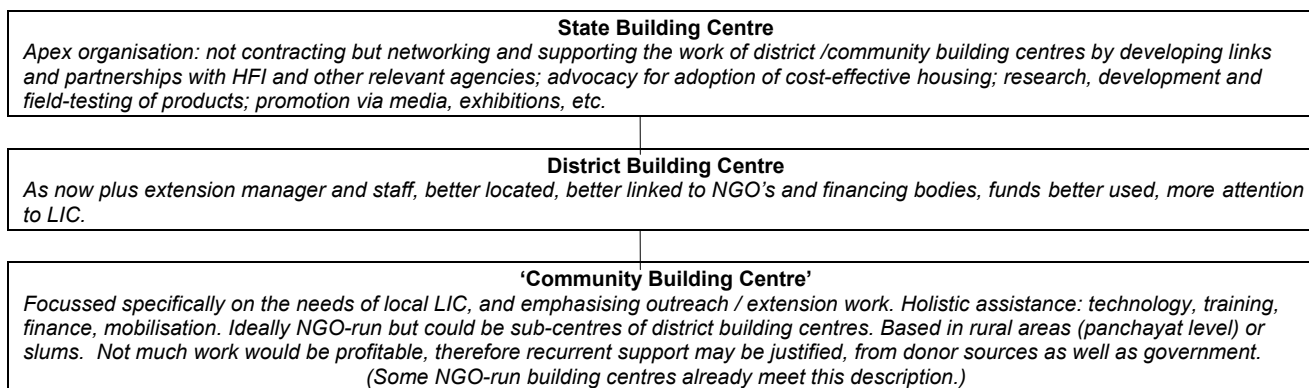 State Building Centre
Apex organisation: not contracting but networking and supporting the work of district /community building centres by developing links
and partnerships with HFI and other relevant agencies; advocacy for adoption of cost-effective housing; research, development and
field-testing of products; promotion via media, exhibitions, etc.
District Building Centre
As now plus extension manager and staff, better located, better linked to NGO's and financing bodies, funds better used, more attention
to LIC.
‘Community Building Centre’
Focussed specifically on the needs of local LIC, and emphasising outreach / extension work. Holistic assistance: technology, training,
finance, mobilisation. Ideally NGO-run but could be sub-centres of district building centres. Based in rural areas (panchayat level) or
slums. Not much work would be profitable, therefore recurrent support may be justified, from donor sources as well as government.
(Some NGO-run building centres already meet this description.)